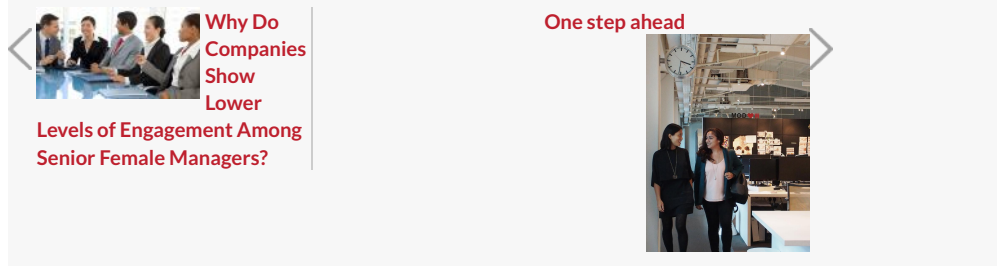 Why Do
Companies
Show
Lower
Levels of Engagement Among
Senior Female Managers?
One step ahead